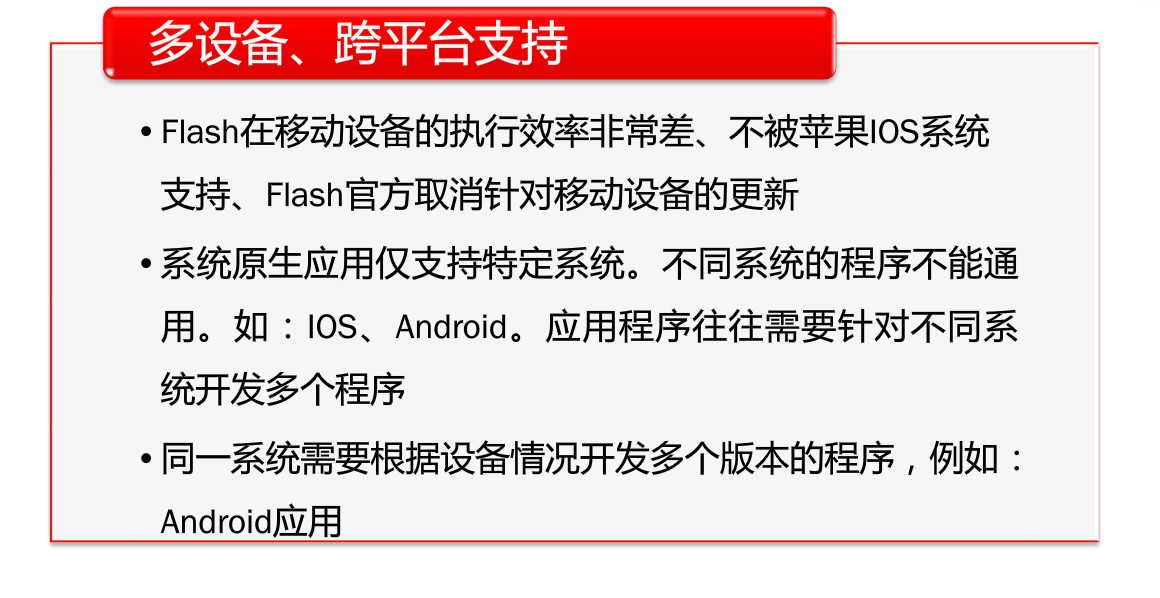 多设备、跨平台支持
• Flash在移动设备的执行效率非常差、不被苹果IOS系统
支持、Flash官方取消针对移动设备的更新
• 系统原生应用仅支持特定系统。不同系统的程序不能通
用。如：IOS、Android。应用程序往往需要针对不同系
统开发多个程序
• 同一系统需要根据设备情况开发多个版本的程序，例如：
Android应用